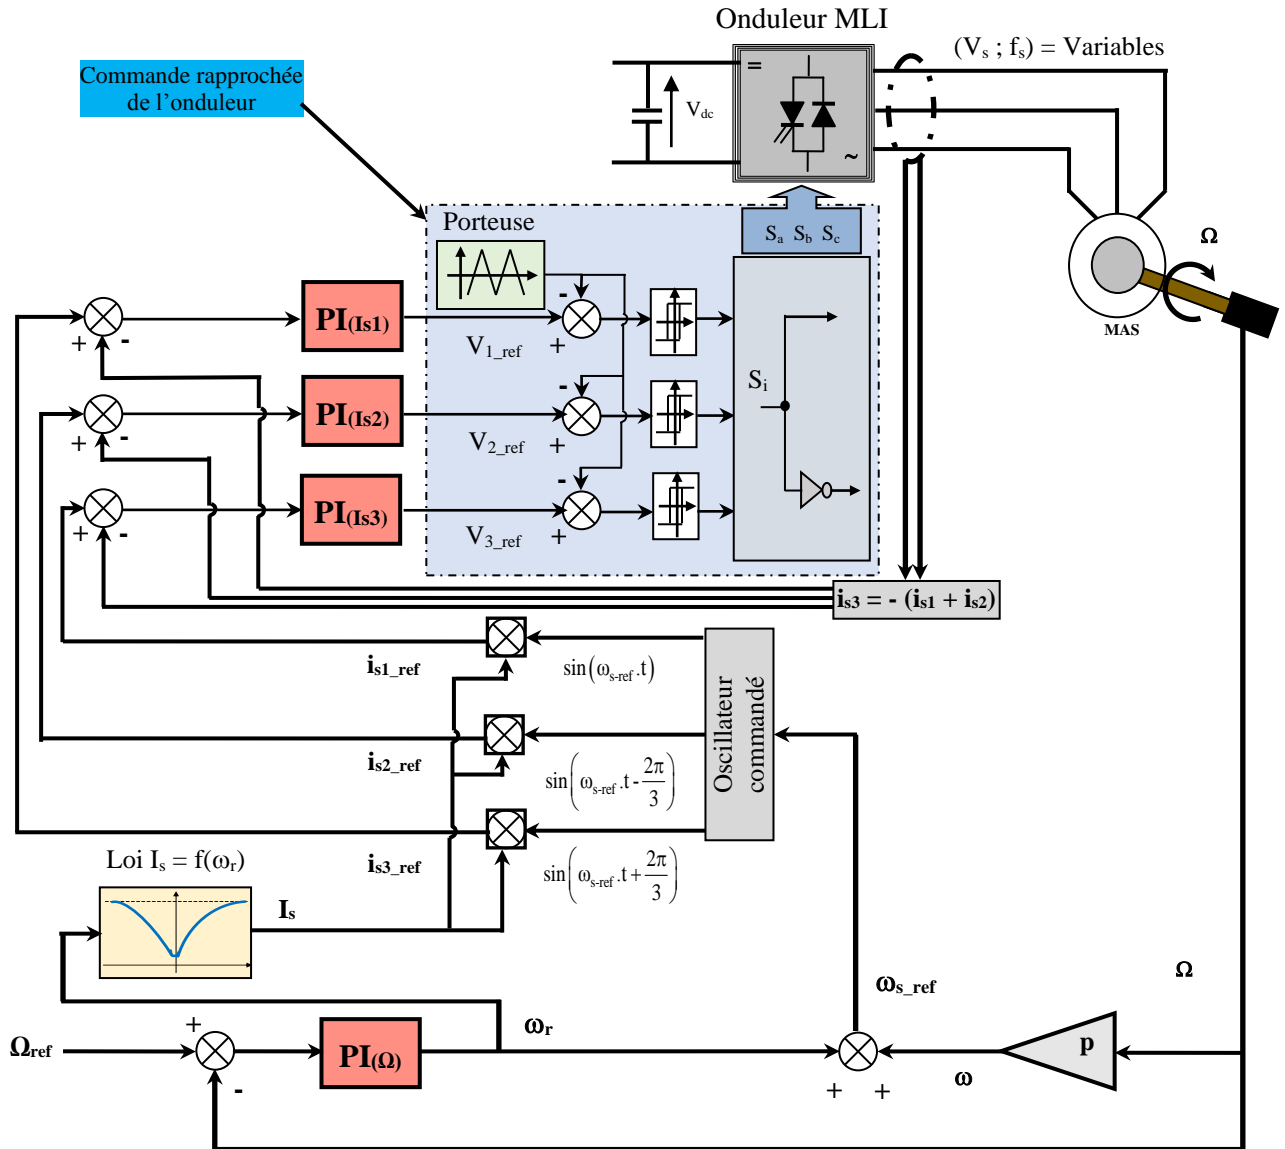 Onduleur MLI
(Vs ; fs) = Variables
Commande rapprochée
de l'onduleur
=
Vdc
~
Porteuse
Sa Sb Sc
Ω
MAS
PI(Is1)
+ -
V1_ref
- +
Si
PI(Is2)
+ -
V2_ref
- +
PI(Is3)
+ -
V3_ref
- +
is3 = - (is1 + is2)
is1_ref
sin(ωs-ref.t)
Oscillateur
commandé
is2_ref
sin(ωs-ref.t - 2π/3)
is3_ref
sin(ωs-ref.t + 2π/3)
Loi Is = f(ωr)
Is
Ω
ωs_ref
Ωref
+
-
PI(Ω)
ωr
+ +
ω
p